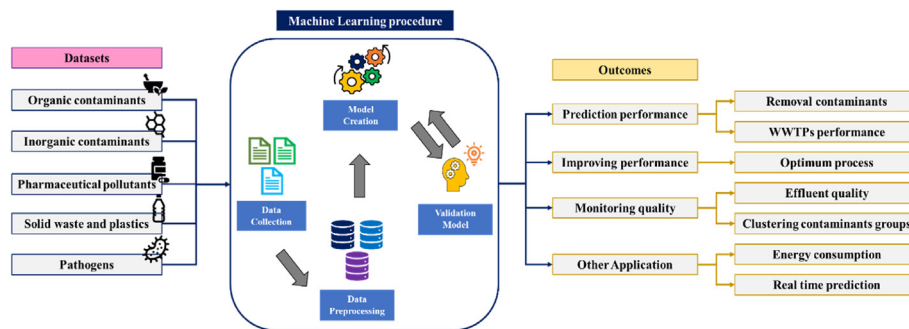 Machine Learning procedure
Datasets
Organic contaminants
Inorganic contaminants
Pharmaceutical pollutants
Solid waste and plastics
Pathogens
Model
Creation
Data
Collection
Validation
Model
Data
Preprocessing
Outcomes
Prediction performance
Removal contaminants
WWTPs performance
Improving performance
Optimum process
Monitoring quality
Effluent quality
Clustering contaminants groups
Other Application
Energy consumption
Real time prediction